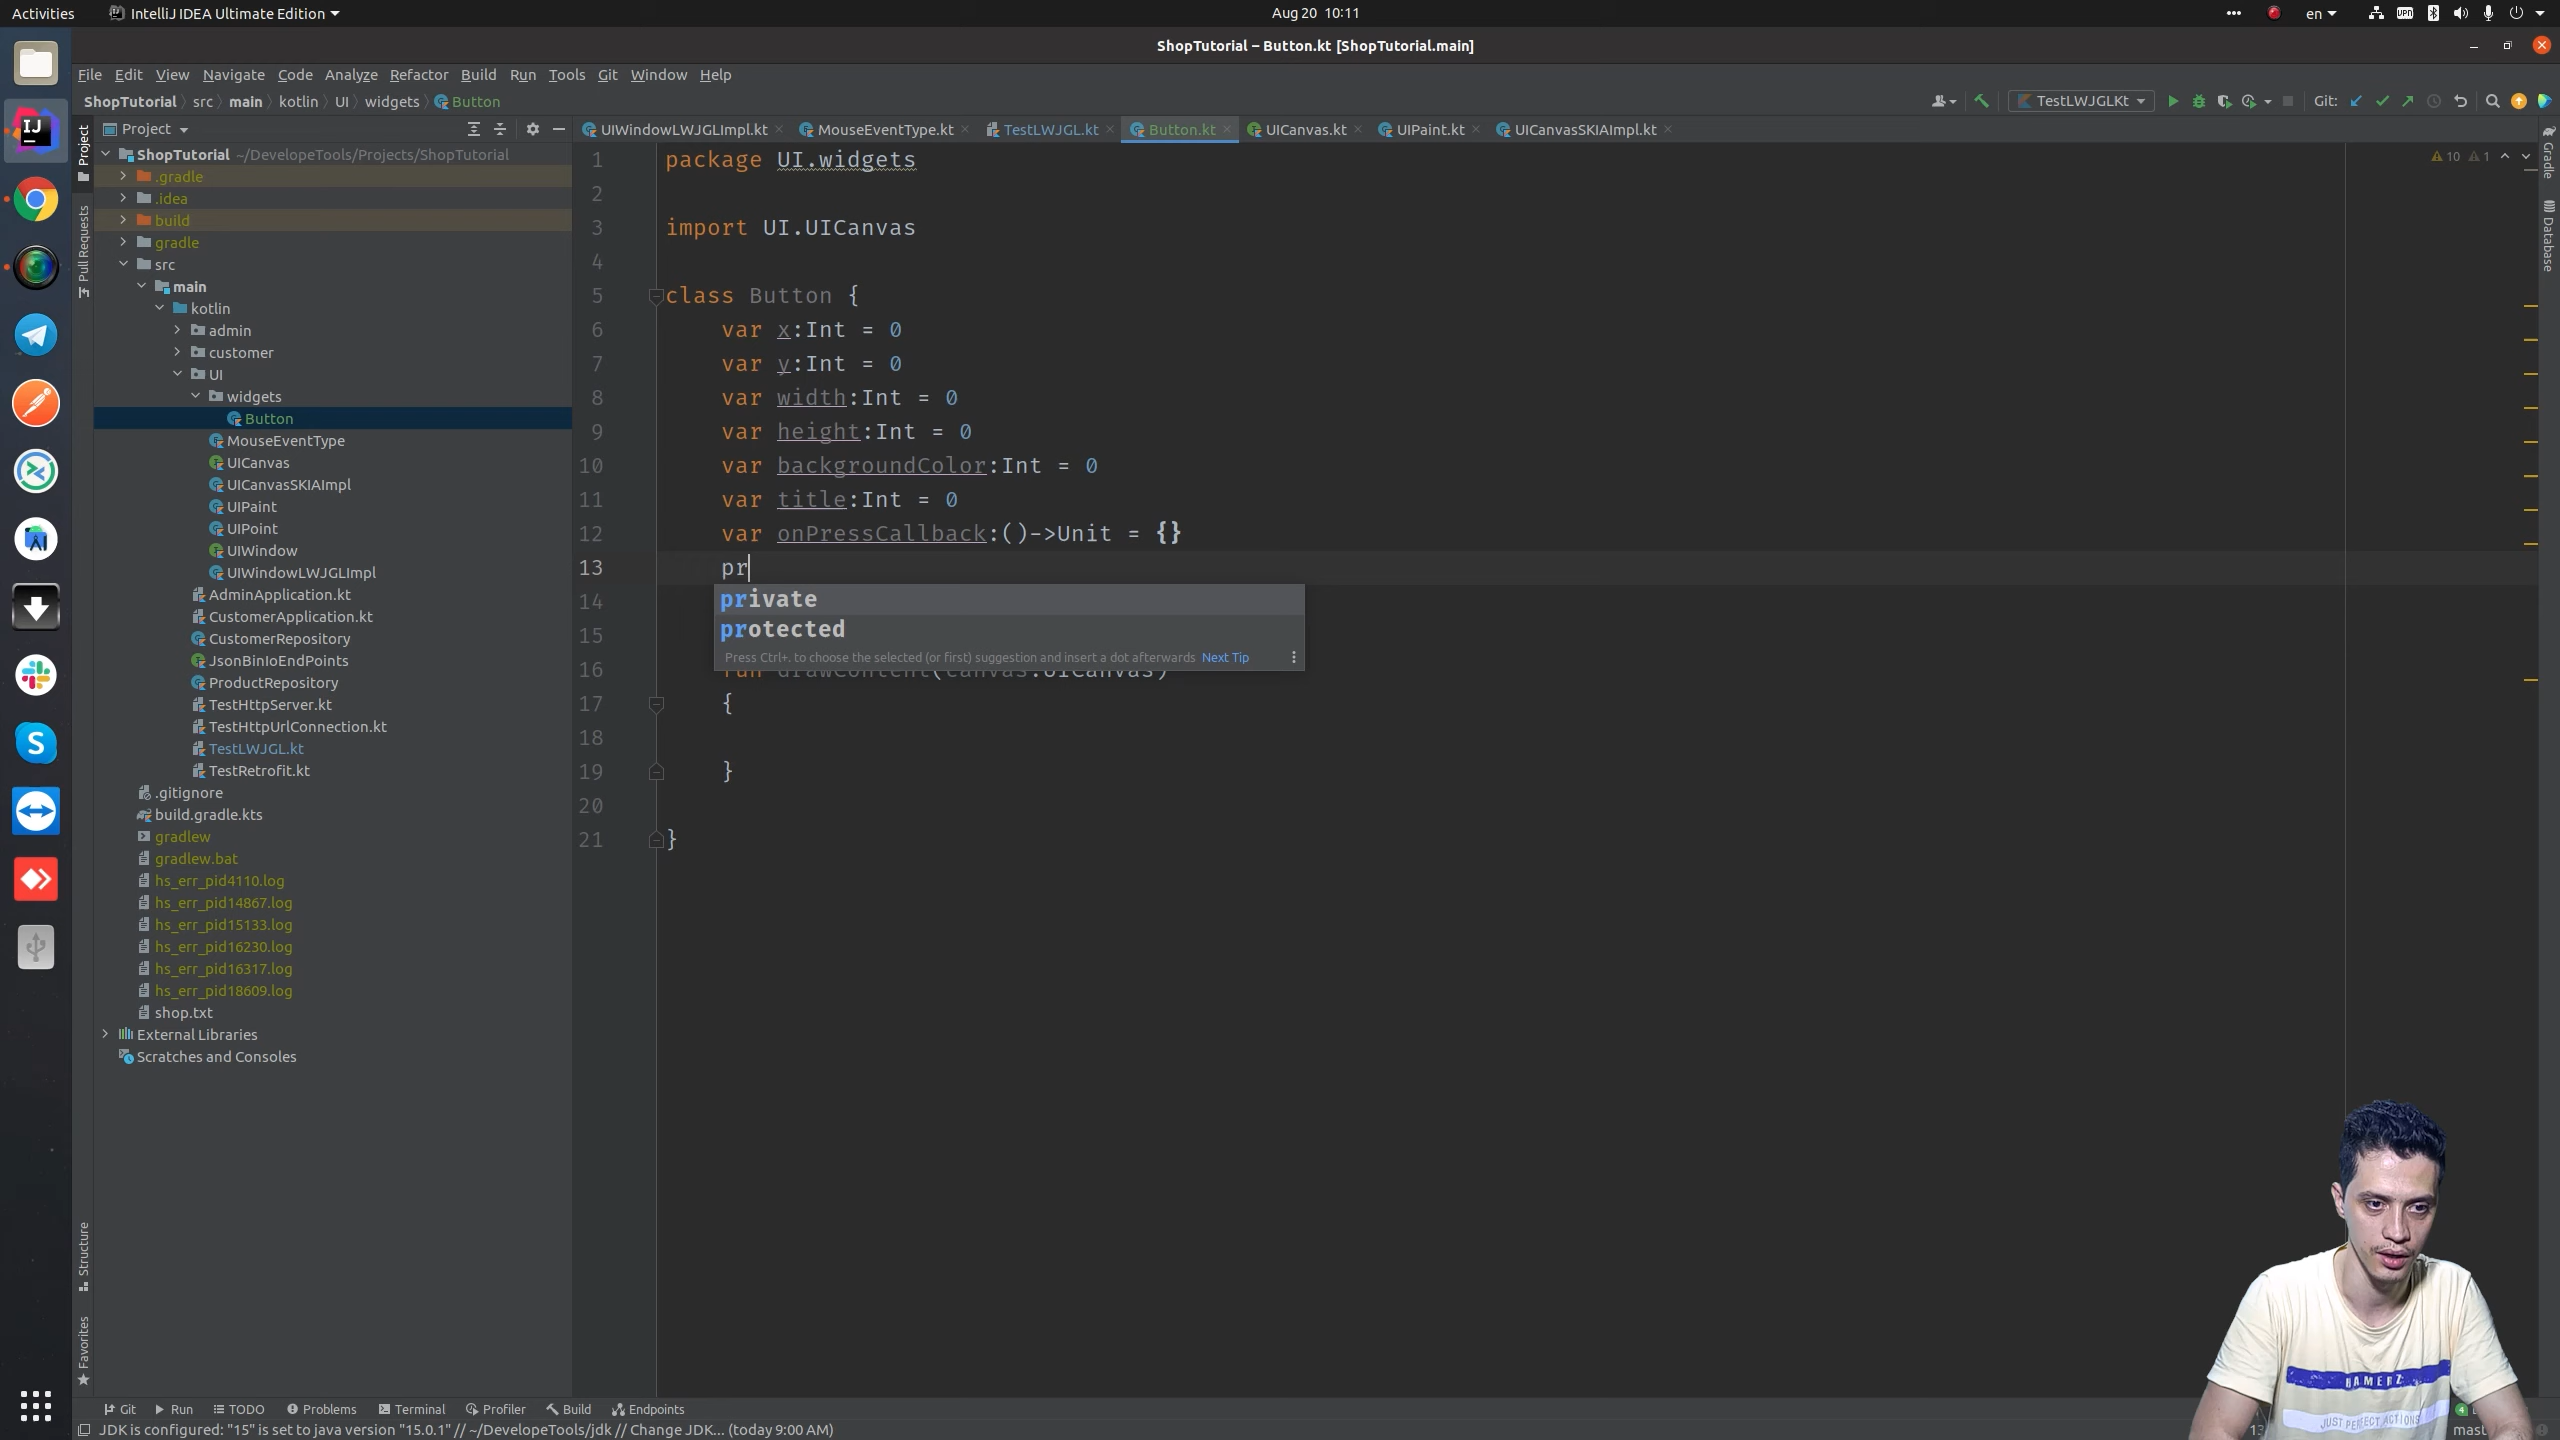 Activities
IntelliJ IDEA Ultimate Edition
Aug 20 10:11
en
ShopTutorial – Button.kt [ShopTutorial.main]
File Edit View Navigate Code Analyze Refactor Build Run Tools Git Window Help
ShopTutorial src main kotlin UI widgets Button
TestLWJGLKt
Git:
Project
UIWindowLWJGLImpl.kt MouseEventType.kt TestLWJGL.kt Button.kt UICanvas.kt UIPaint.kt UICanvasSKIAImpl.kt
Project
Pull Requests
Structure
Favorites
ShopTutorial ~/DevelopeTools/Projects/ShopTutorial
.gradle
.idea
build
gradle
src
main
kotlin
admin
customer
UI
widgets
Button
MouseEventType
UICanvas
UICanvasSKIAImpl
UIPaint
UIPoint
UIWindow
UIWindowLWJGLImpl
AdminApplication.kt
CustomerApplication.kt
CustomerRepository
JsonBinIoEndPoints
ProductRepository
TestHttpServer.kt
TestHttpUrlConnection.kt
TestLWJGL.kt
TestRetrofit.kt
.gitignore
build.gradle.kts
gradlew
gradlew.bat
hs_err_pid4110.log
hs_err_pid14867.log
hs_err_pid15133.log
hs_err_pid16230.log
hs_err_pid16317.log
hs_err_pid18609.log
shop.txt
External Libraries
Scratches and Consoles
1 package UI.widgets
2
3 import UI.UICanvas
4
5 class Button {
6 var x:Int = 0
7 var y:Int = 0
8 var width:Int = 0
9 var height:Int = 0
10 var backgroundColor:Int = 0
11 var title:Int = 0
12 var onPressCallback:()->Unit = {}
13 pr
private
protected
Press Ctrl+. to choose the selected (or first) suggestion and insert a dot afterwards Next Tip
14
15
16 fun drawContent(canvas:UICanvas)
17 {
18
19 }
20
21 }
10 1
Gradle
Database
HAMERZ
JUST PERFECT ACTIONS
Git Run TODO Problems Terminal Profiler Build Endpoints
JDK is configured: "15" is set to java version "15.0.1" // ~/DevelopeTools/jdk // Change JDK... (today 9:00 AM)